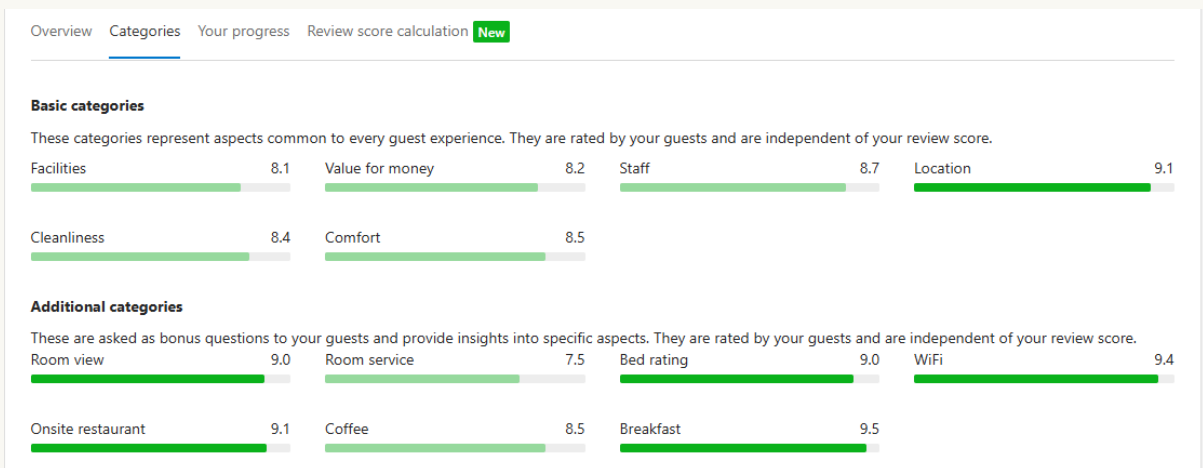 Overview Categories Your progress Review score calculation New
Basic categories
These categories represent aspects common to every guest experience. They are rated by your guests and are independent of your review score.
Facilities 8.1 Value for money 8.2 Staff 8.7 Location 9.1
Cleanliness 8.4 Comfort 8.5
Additional categories
These are asked as bonus questions to your guests and provide insights into specific aspects. They are rated by your guests and are independent of your review score.
Room view 9.0 Room service 7.5 Bed rating 9.0 WiFi 9.4
Onsite restaurant 9.1 Coffee 8.5 Breakfast 9.5